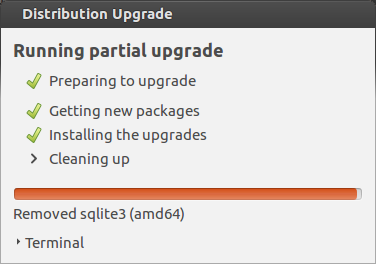 Distribution Upgrade
Running partial upgrade
Preparing to upgrade
Getting new packages
Installing the upgrades
Cleaning up
Removed sqlite3 (amd64)
Terminal